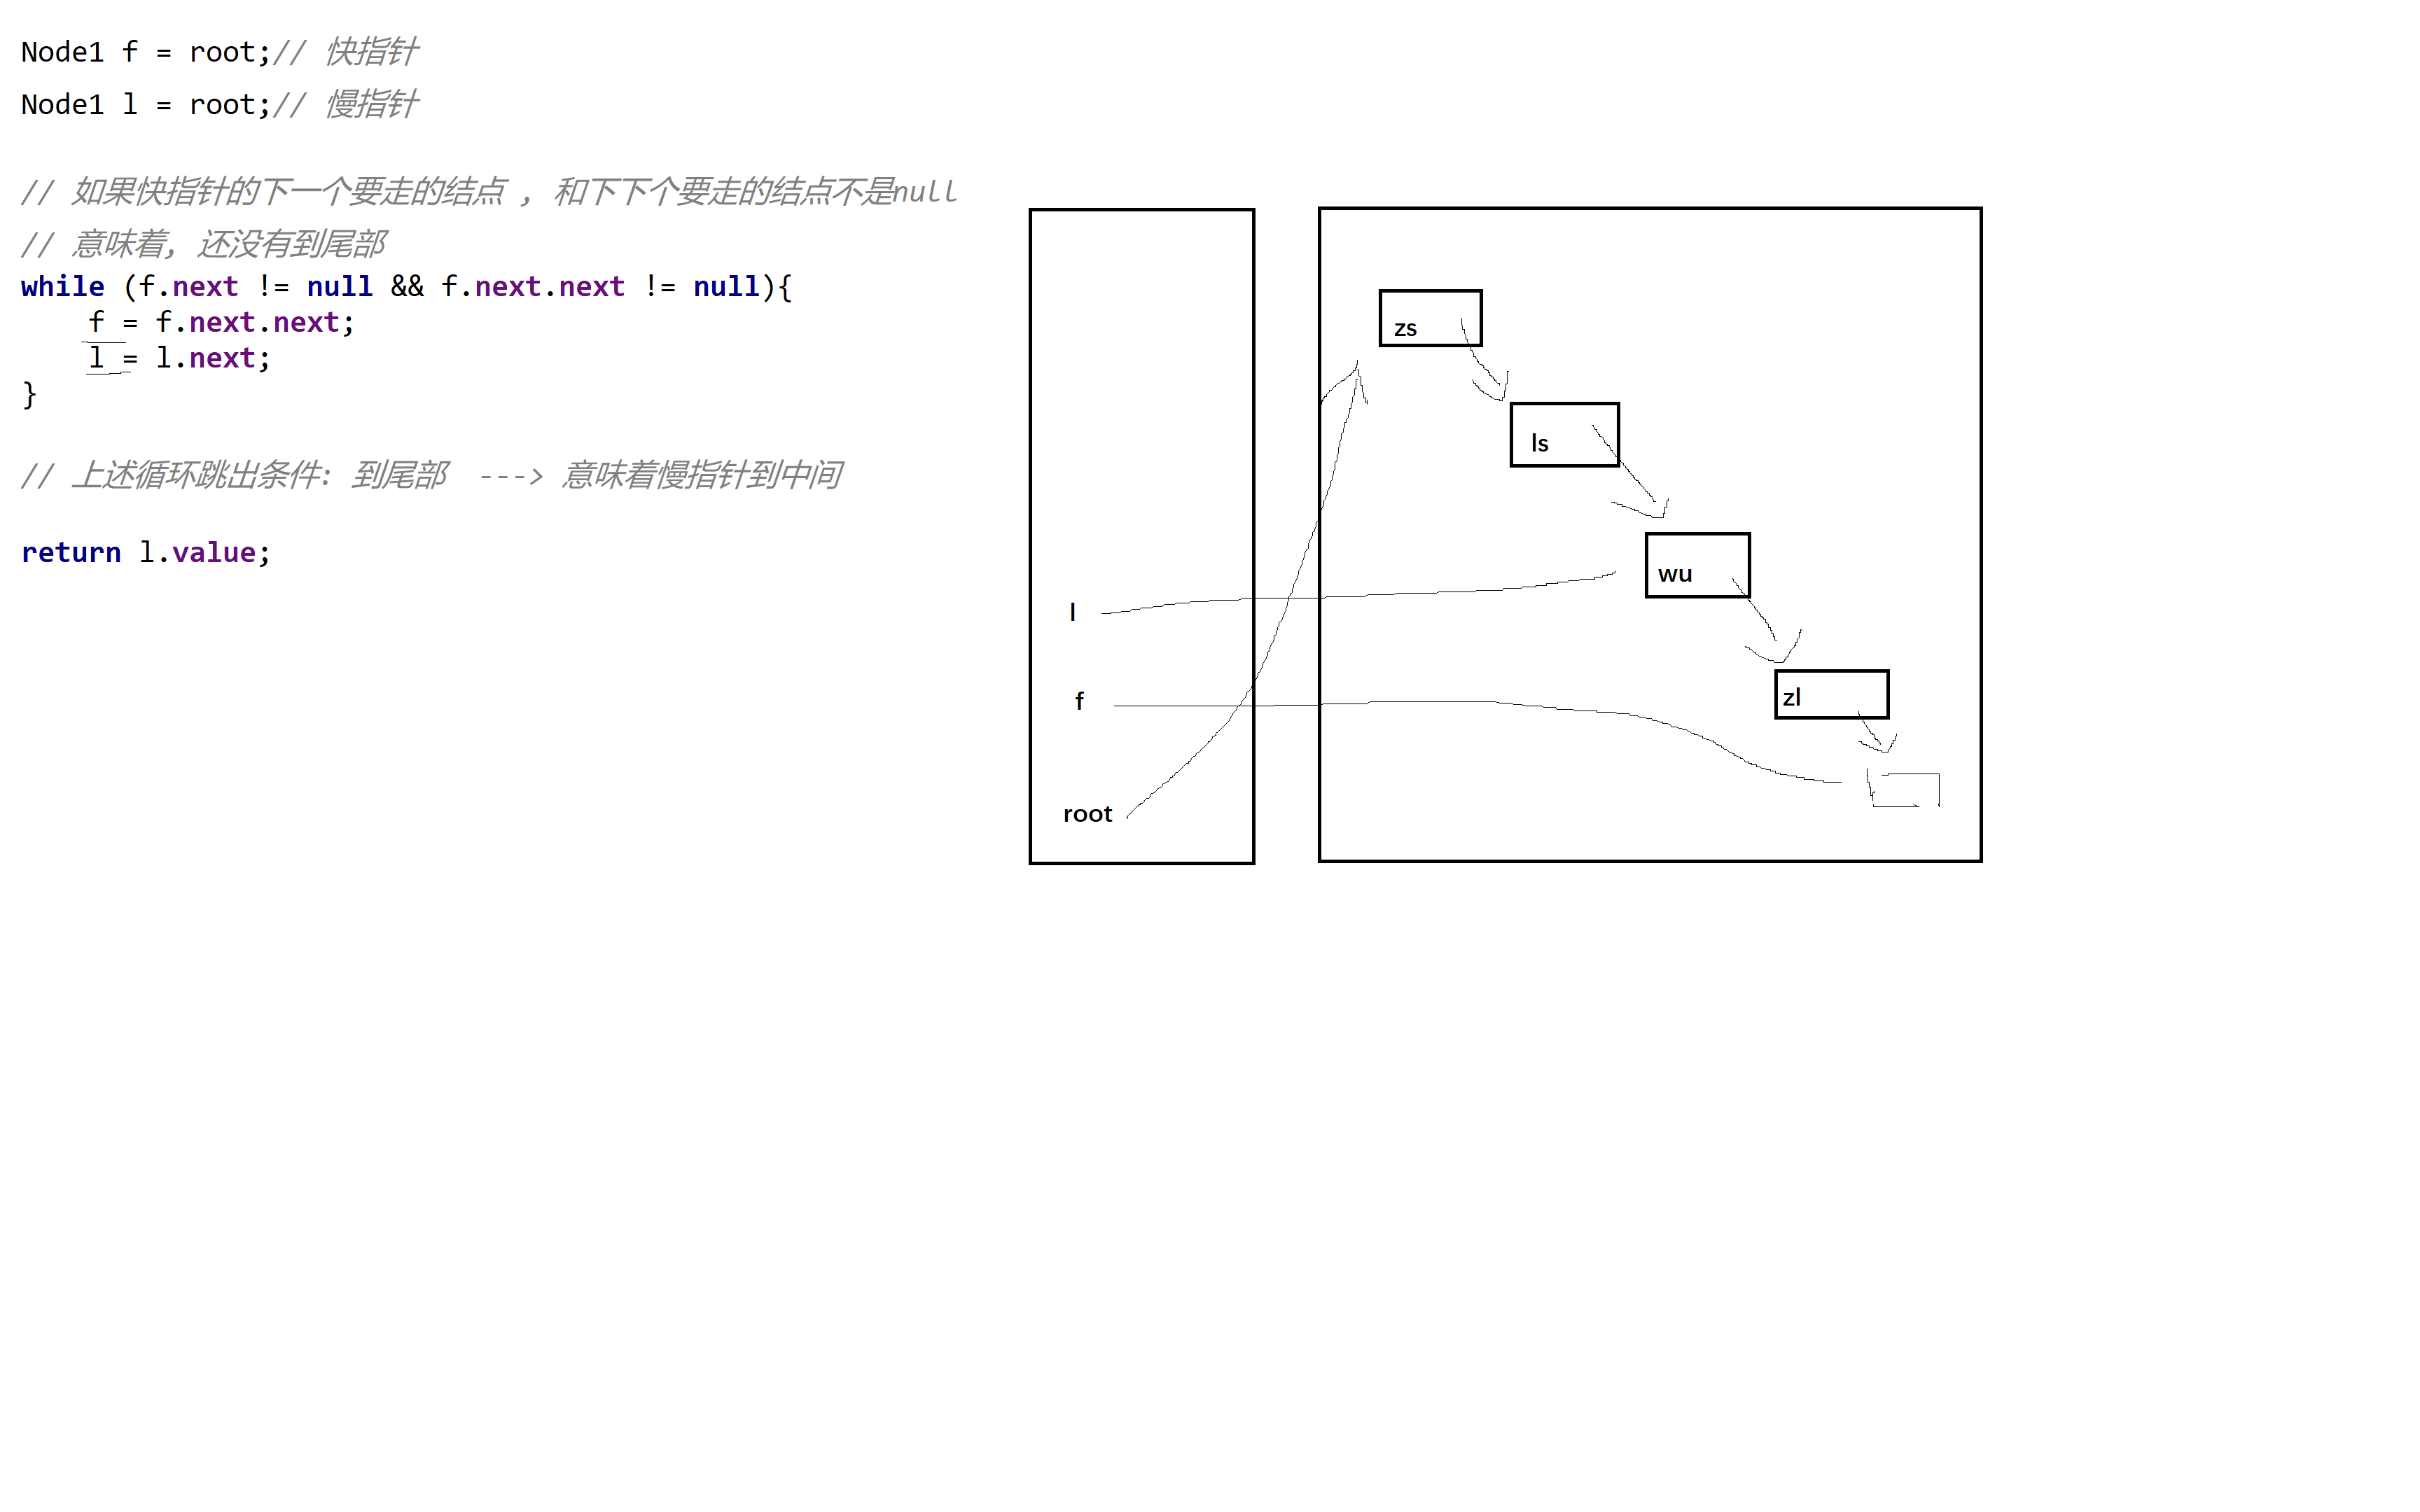 Node1 f = root;// 快指针
Node1 l = root;// 慢指针
// 如果快指针的下一个要走的结点 , 和下下个要走的结点不是null
// 意味着, 还没有到尾部
while (f.next != null && f.next.next != null){
    f = f.next.next;
    l = l.next;
}
// 上述循环跳出条件: 到尾部  ---> 意味着慢指针到中间
return l.value;
zs
ls
wu
l
zl
f
root